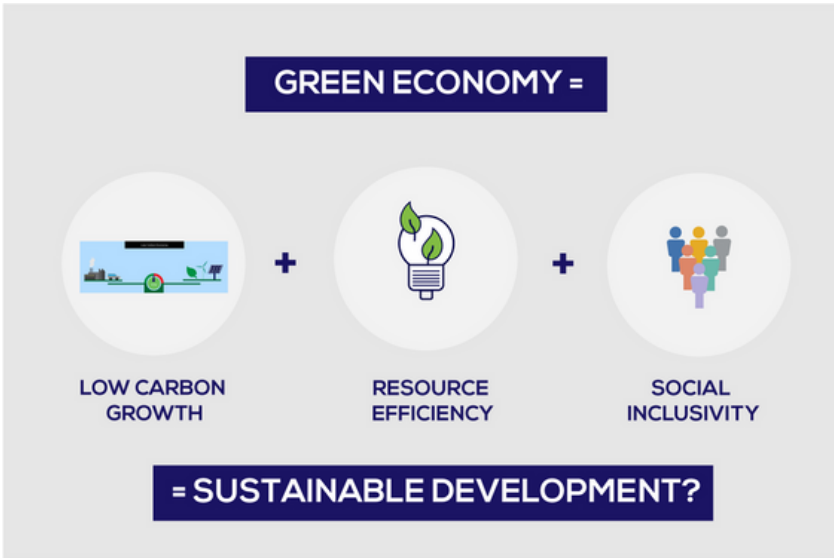 GREEN ECONOMY =
+
+
LOW CARBON
GROWTH
RESOURCE
EFFICIENCY
SOCIAL
INCLUSIVITY
= SUSTAINABLE DEVELOPMENT?